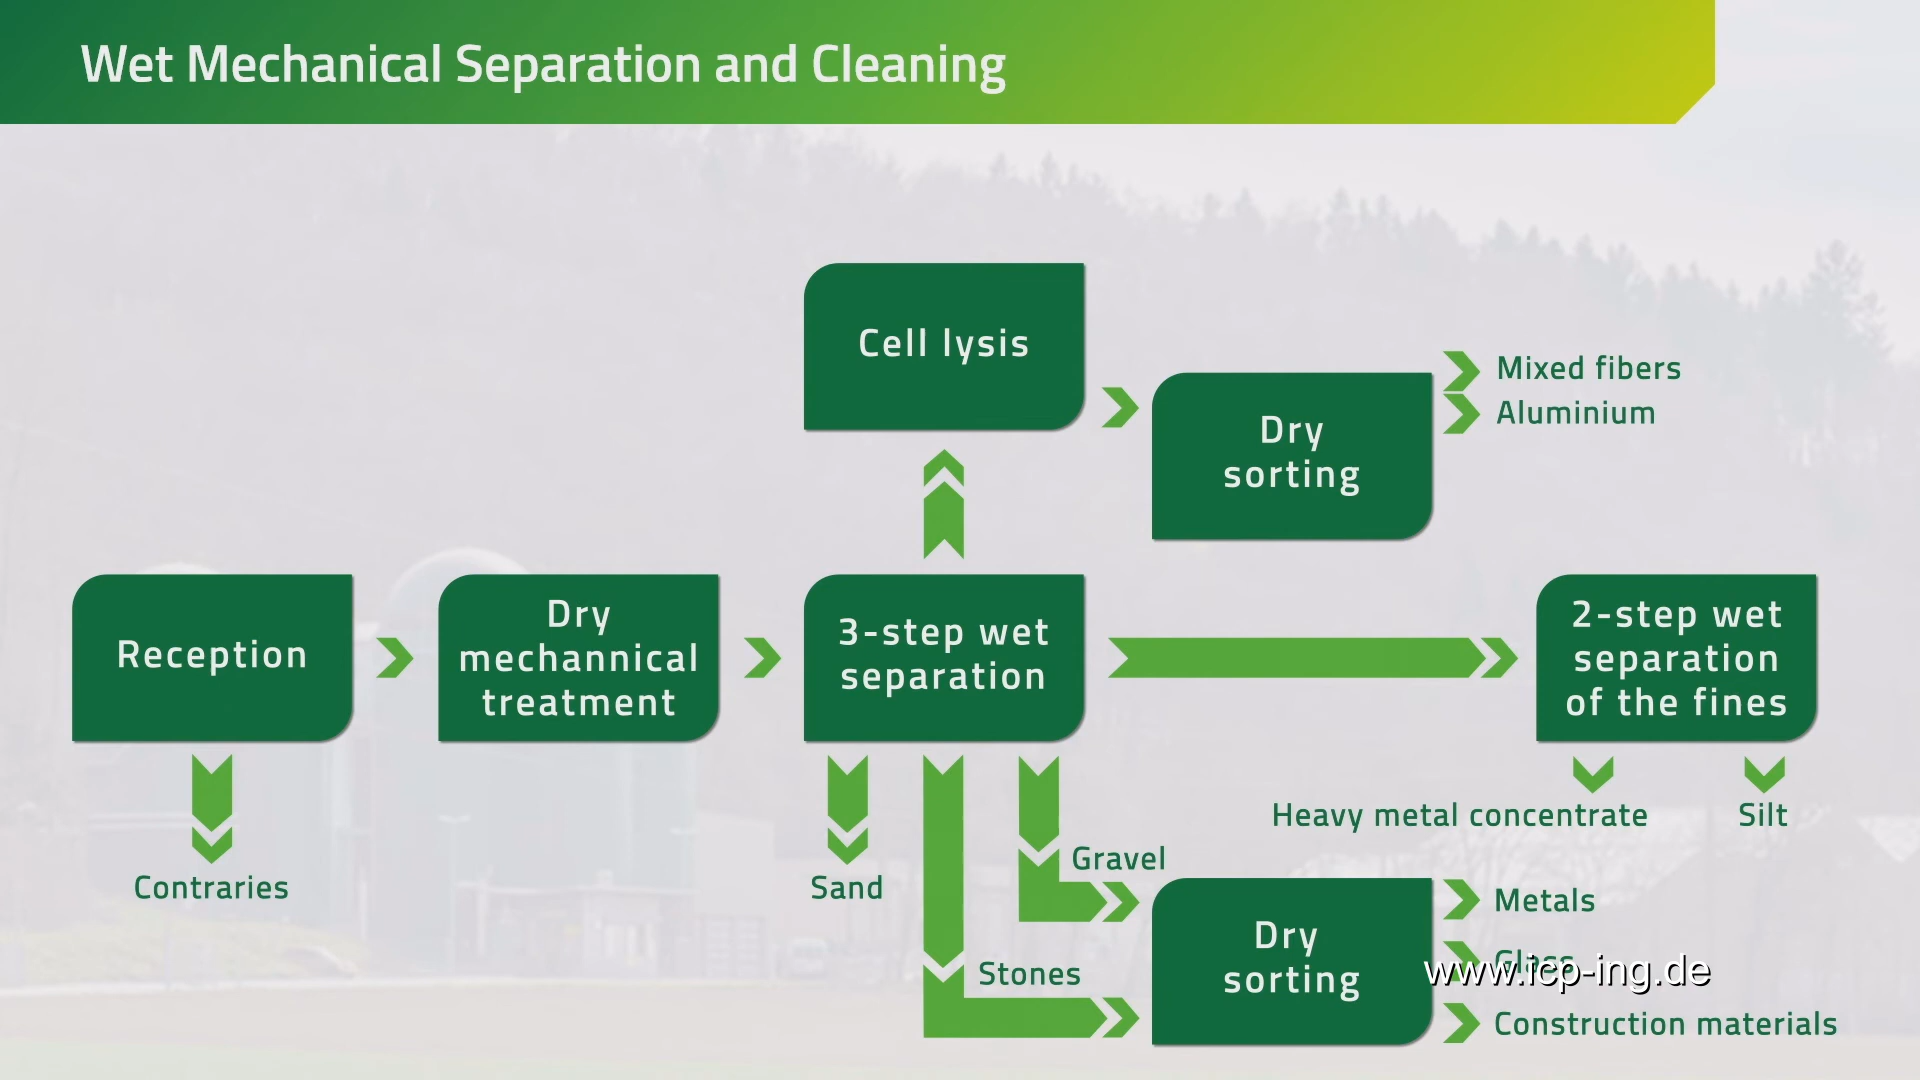 Wet Mechanical Separation and Cleaning
Cell lysis
Dry
sorting
Mixed fibers
Aluminium
Reception
Dry
mechannical
treatment
3-step wet
separation
2-step wet
separation
of the fines
Contraries
Sand
Gravel
Stones
Heavy metal concentrate
Silt
Dry
sorting
Metals
Glass
www.icp-ing.de
Construction materials